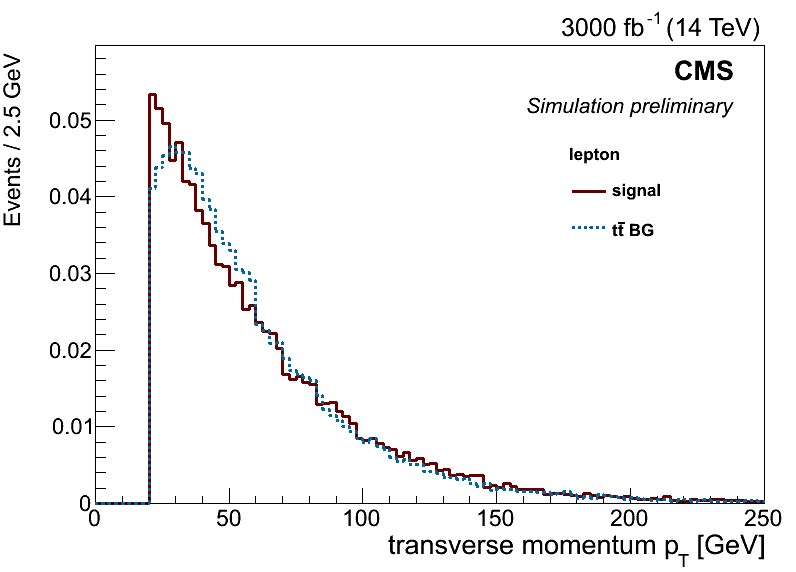 3000 fb⁻¹ (14 TeV)
CMS
Simulation preliminary
lepton
signal
tt̄ BG
Events / 2.5 GeV
0.05
0.04
0.03
0.02
0.01
0
0 50 100 150 200 250
transverse momentum p_T [GeV]